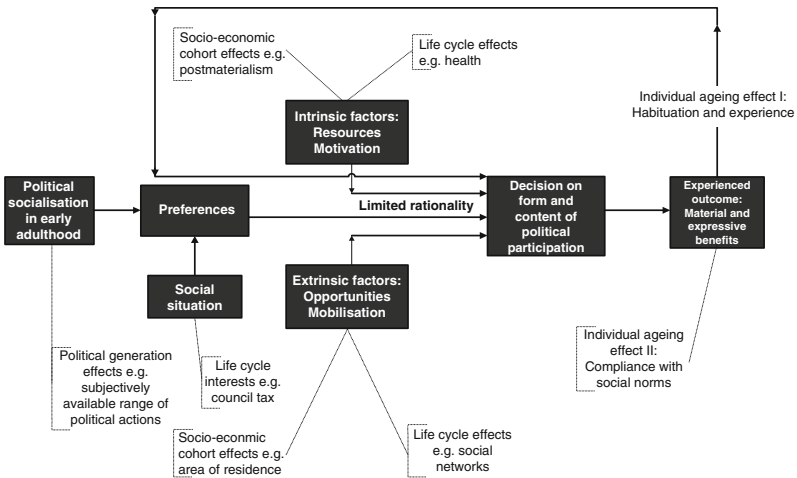 Socio-economic
cohort effects e.g.
postmaterialism
Life cycle effects
e.g. health
Individual ageing effect I:
Habituation and experience
Intrinsic factors:
Resources
Motivation
Political
socialisation
in early
adulthood
Preferences
Limited rationality
Decision on
form and
content of
political
participation
Experienced
outcome:
Material and
expressive
benefits
Social
situation
Extrinsic factors:
Opportunities
Mobilisation
Political generation
effects e.g.
subjectively
available range of
political actions
Life cycle
interests e.g.
council tax
Individual ageing
effect II:
Compliance with
social norms
Socio-econmic
cohort effects e.g.
area of residence
Life cycle effects
e.g. social
networks